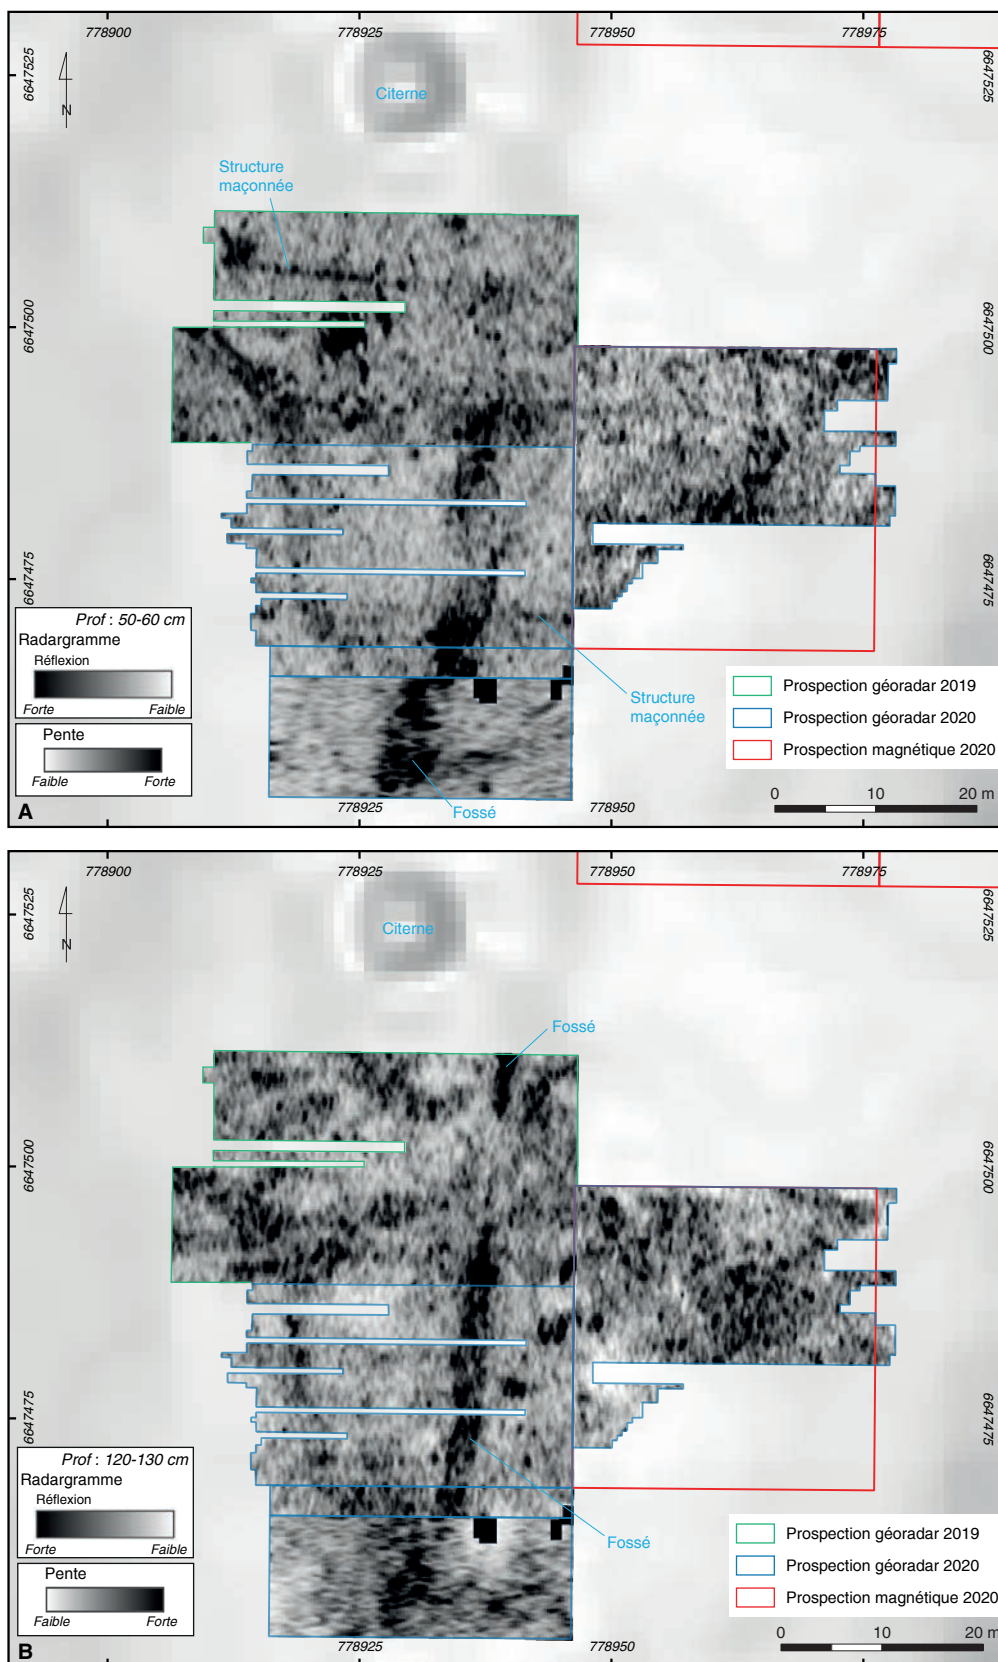 778900
778925
778950
778975
6647525
6647525
N
Citerne
Structure
maçonnée
6647500
6647500
6647475
6647475
Prof : 50-60 cm
Radargramme
Réflexion
Forte
Faible
Pente
Faible
Forte
Structure
maçonnée
Fossé
Prospection géoradar 2019
Prospection géoradar 2020
Prospection magnétique 2020
0
10
20 m
A
778925
778950
778900
778925
778950
778975
6647525
6647525
N
Citerne
Fossé
6647500
6647500
6647475
6647475
Prof : 120-130 cm
Radargramme
Réflexion
Forte
Faible
Pente
Faible
Forte
Fossé
Prospection géoradar 2019
Prospection géoradar 2020
Prospection magnétique 2020
0
10
20 m
B
778925
778950